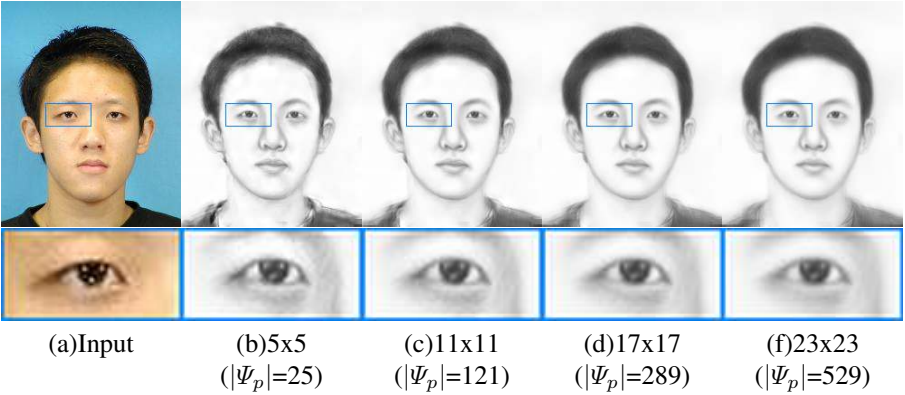 (a)Input (b)5x5 (c)11x11 (d)17x17 (f)23x23
(|Ψp|=25) (|Ψp|=121) (|Ψp|=289) (|Ψp|=529)